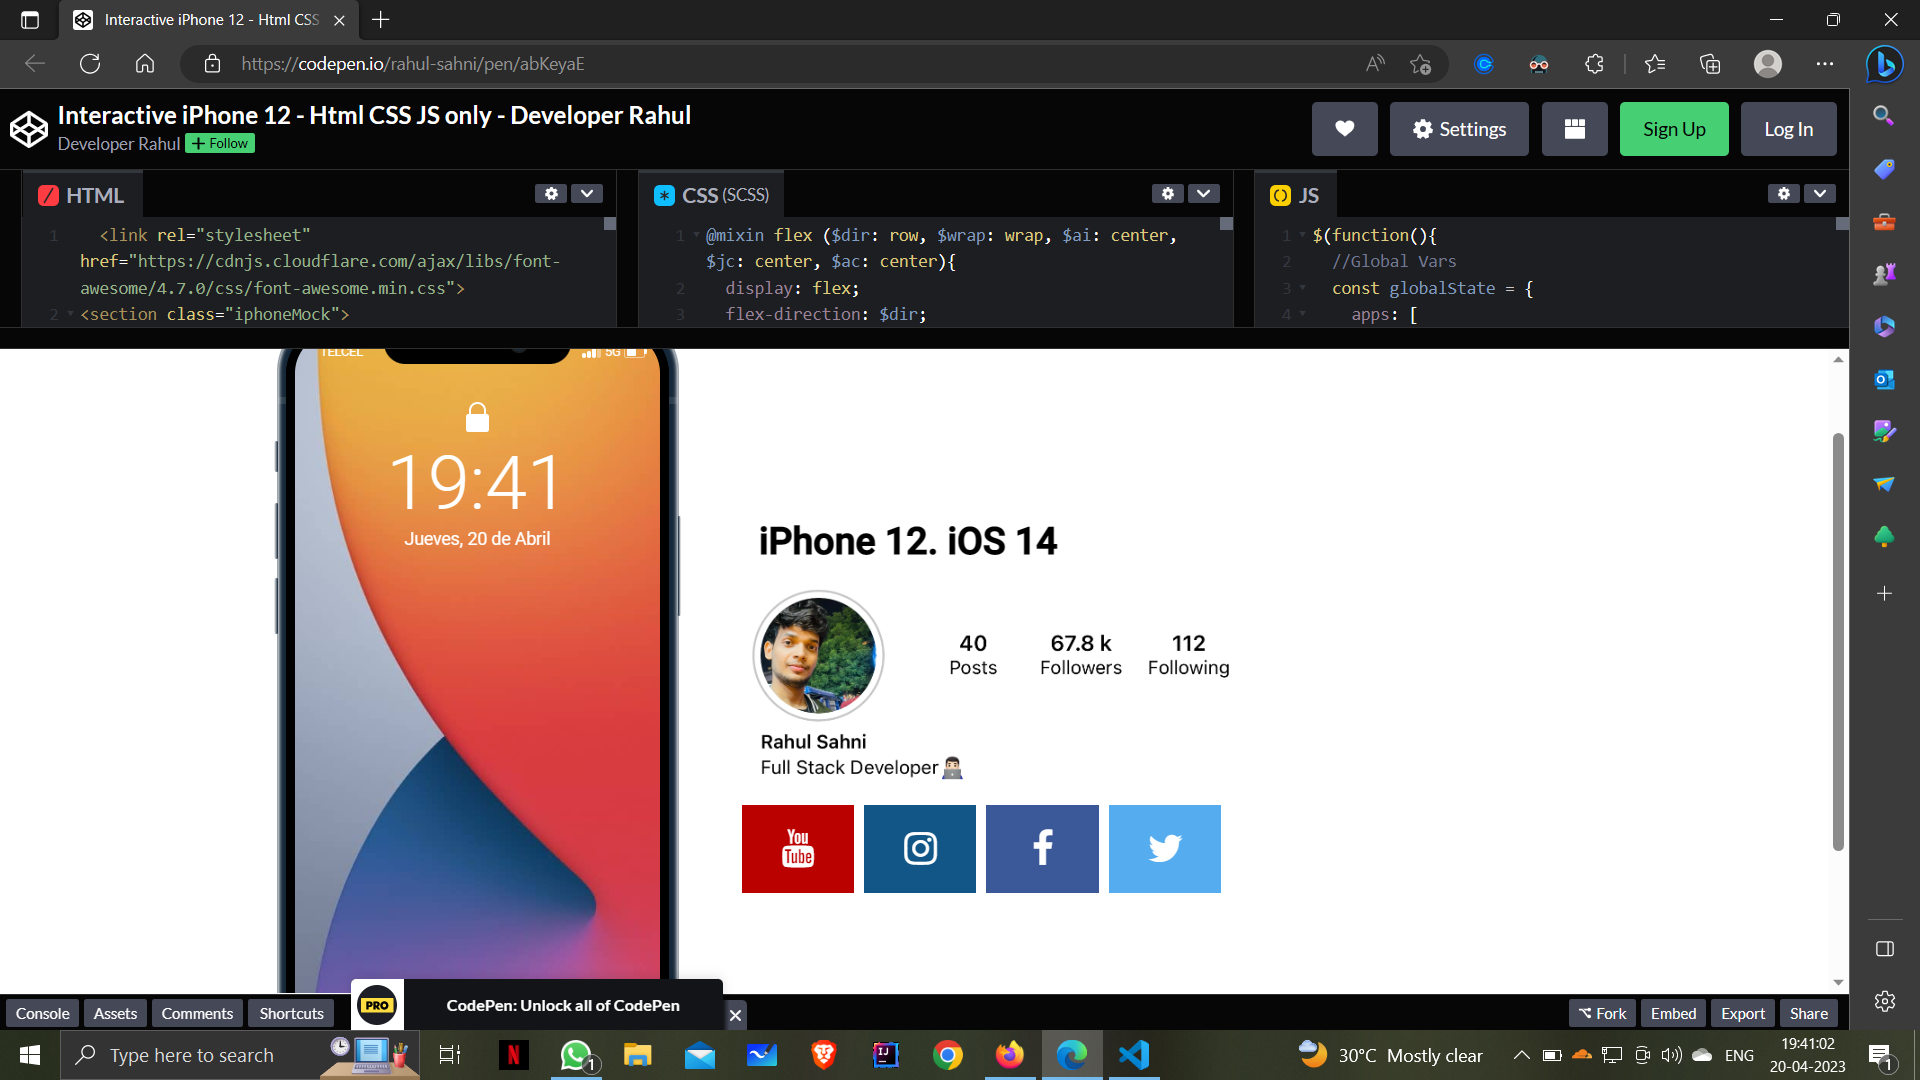 Interactive iPhone 12 - Html CSS
https://codepen.io/rahul-sahni/pen/abKeyaE
Interactive iPhone 12 - Html CSS JS only - Developer Rahul
Developer Rahul
+ Follow
Settings
Sign Up
Log In
HTML
1 <link rel="stylesheet"
href="https://cdnjs.cloudflare.com/ajax/libs/font-
awesome/4.7.0/css/font-awesome.min.css">
2 <section class="iphoneMock">
CSS (SCSS)
1 @mixin flex ($dir: row, $wrap: wrap, $ai: center,
$jc: center, $ac: center){
2 display: flex;
3 flex-direction: $dir;
JS
1 $(function(){
2 //Global Vars
3 const globalState = {
4 apps: [
TELCEL
5G
19:41
Jueves, 20 de Abril
iPhone 12. iOS 14
40
Posts
67.8 k
Followers
112
Following
Rahul Sahni
Full Stack Developer
You
Tube
Console
Assets
Comments
Shortcuts
PRO
CodePen: Unlock all of CodePen
Fork
Embed
Export
Share
Type here to search
1
30°C Mostly clear
ENG
19:41:02
20-04-2023
1